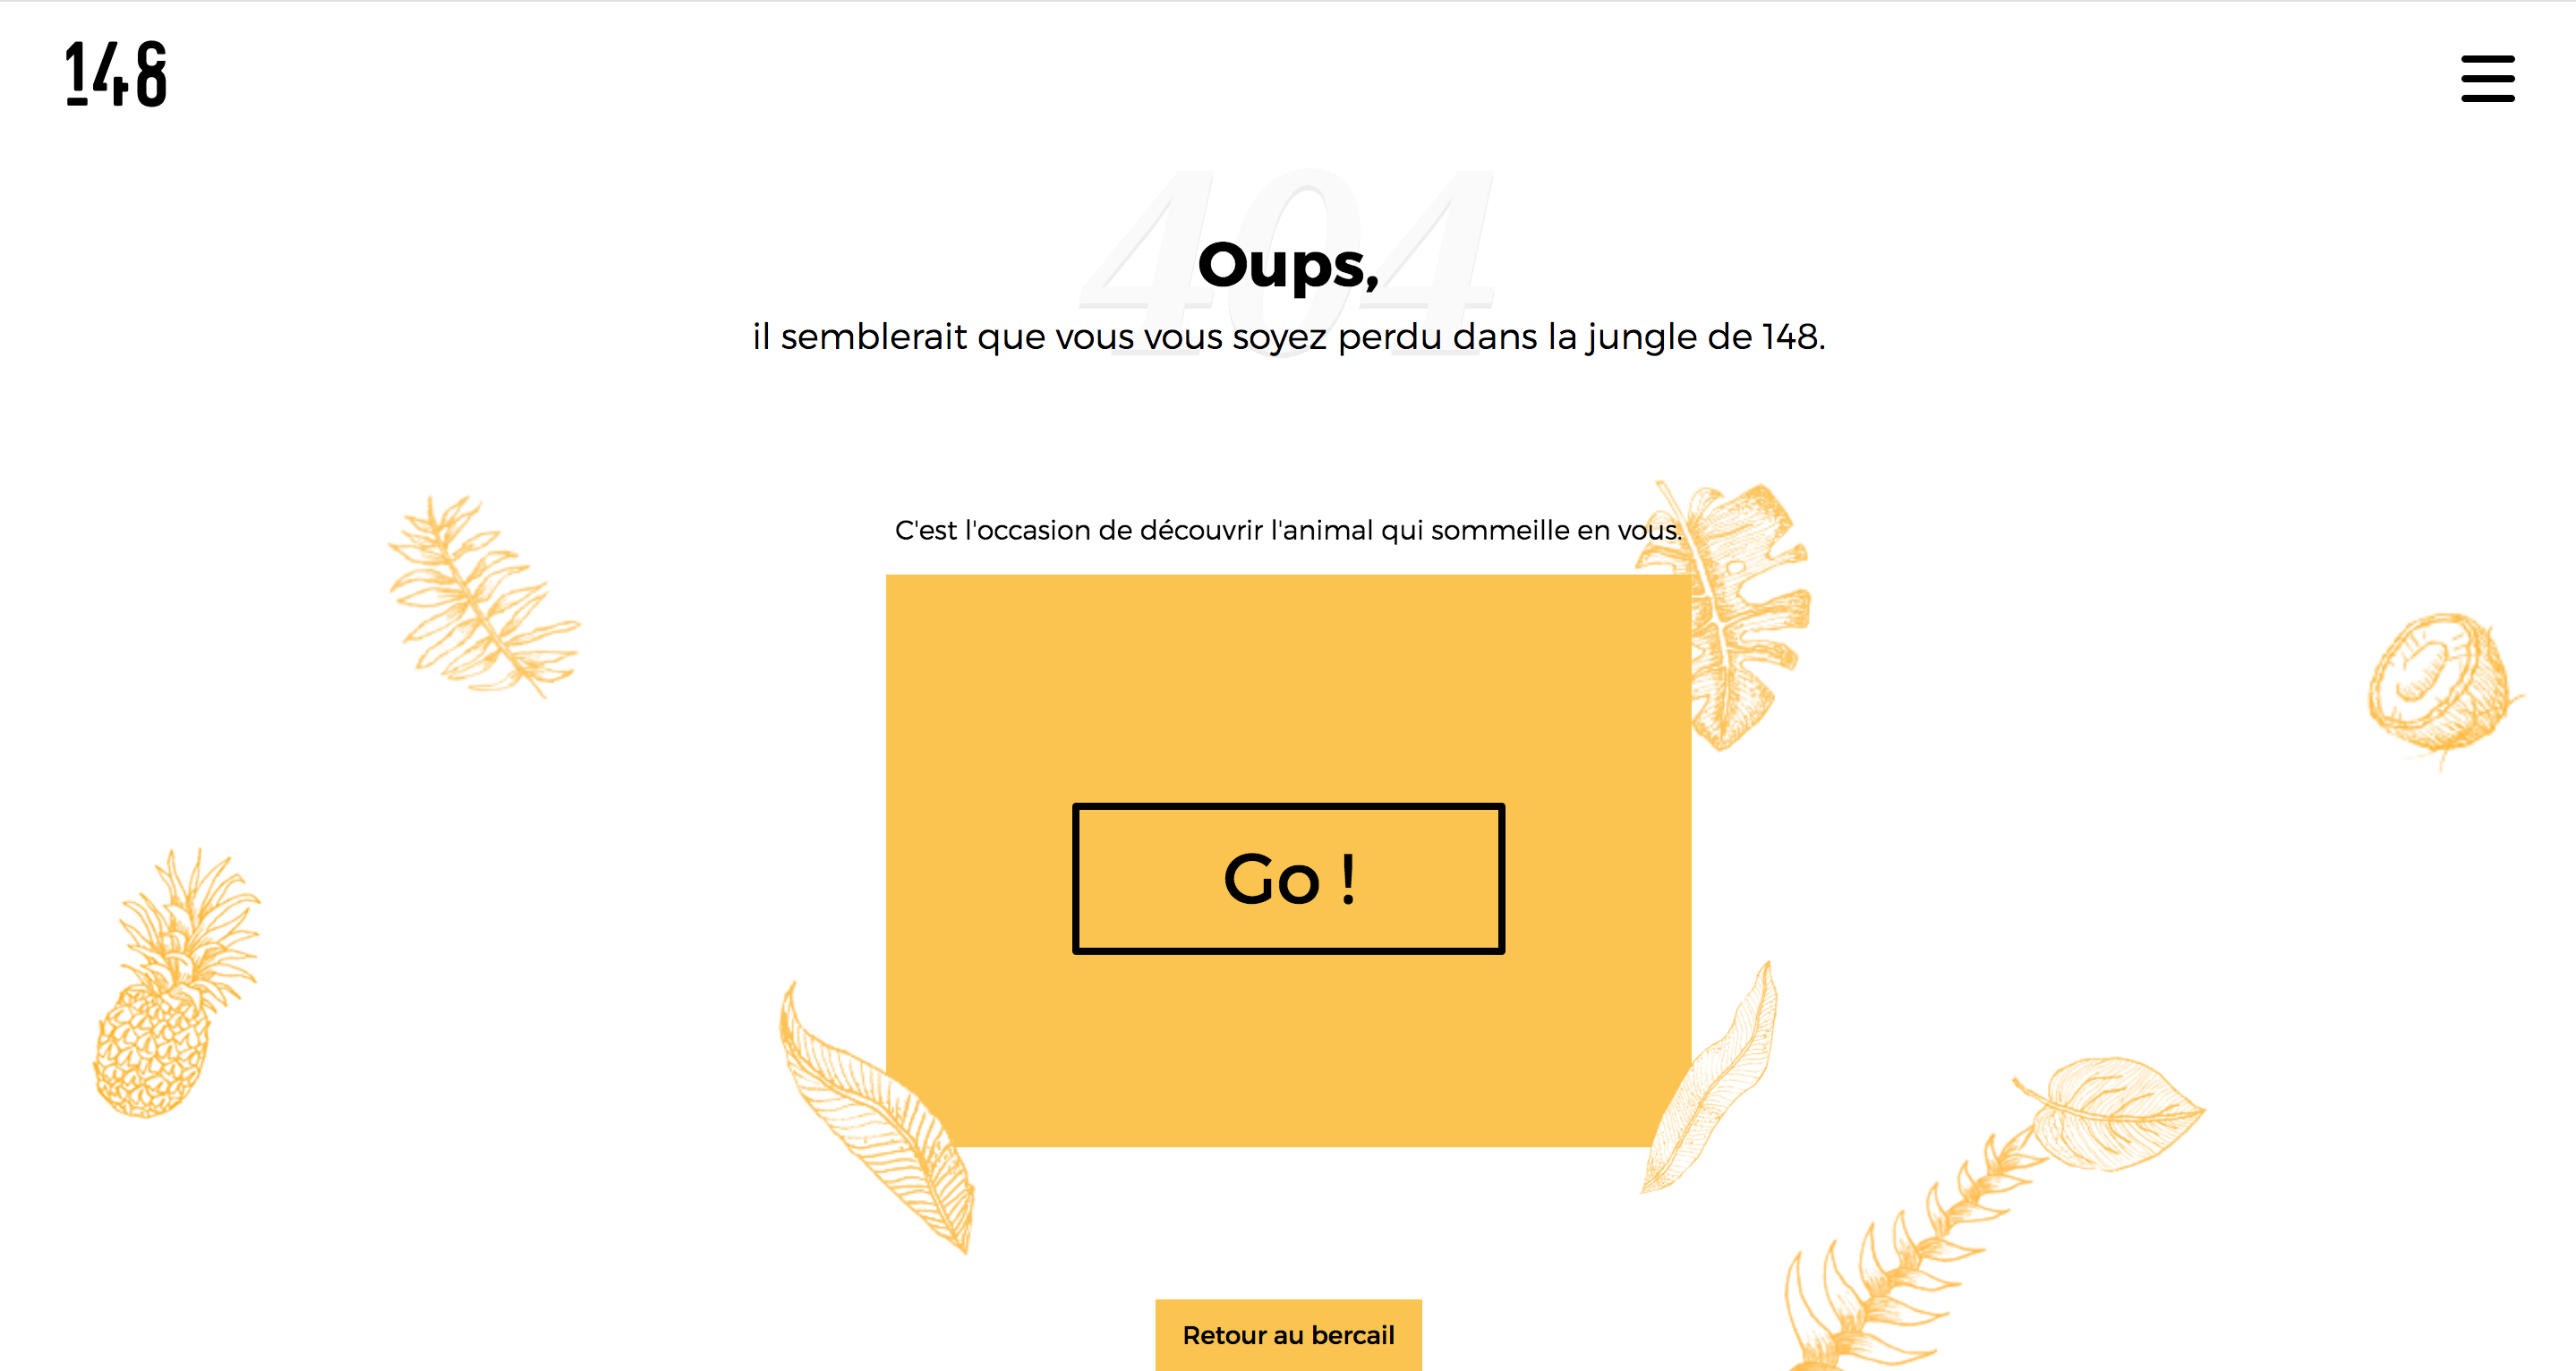 148
404
Oups,
il semblerait que vous vous soyez perdu dans la jungle de 148.
C'est l'occasion de découvrir l'animal qui sommeille en vous.
Go !
Retour au bercail